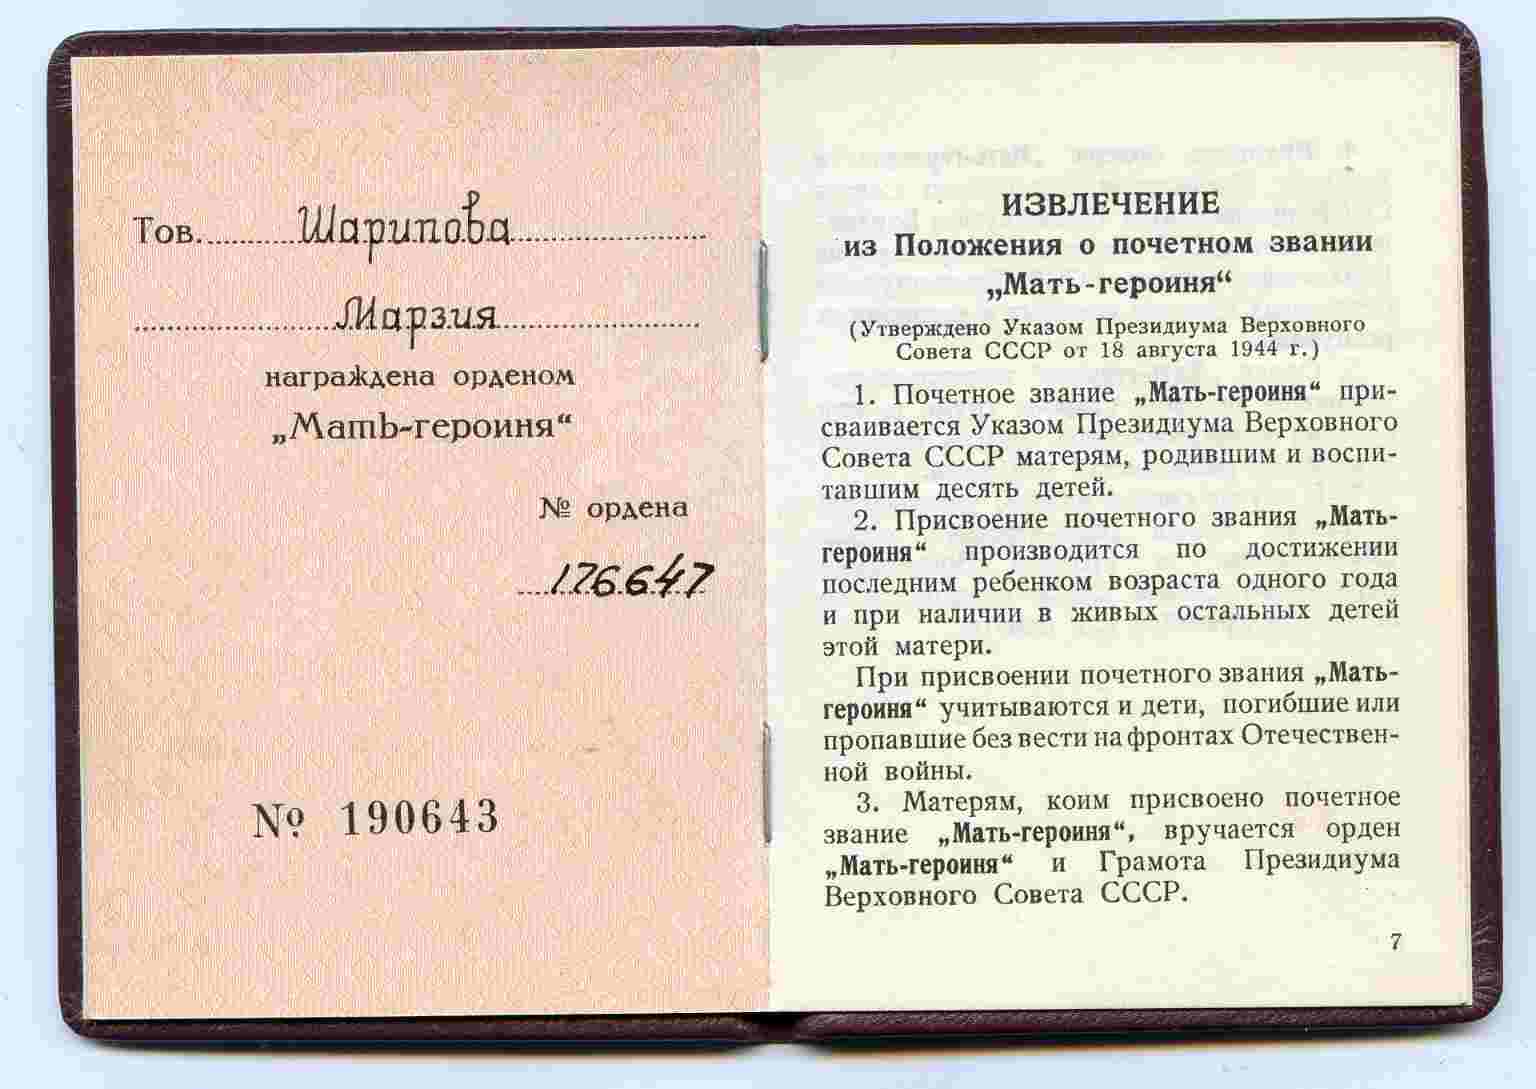 Тов. Шарипова
Марзия
награждена орденом
„Мать-героиня“
№ ордена
176647
№ 190643
ИЗВЛЕЧЕНИЕ
из Положения о почетном звании
„Мать-героиня“
(Утверждено Указом Президиума Верховного
Совета СССР от 18 августа 1944 г.)
1. Почетное звание „Мать-героиня“ при-
сваивается Указом Президиума Верховного
Совета СССР матерям, родившим и воспи-
тавшим десять детей.
2. Присвоение почетного звания „Мать-
героиня“ производится по достижении
последним ребенком возраста одного года
и при наличии в живых остальных детей
этой матери.
При присвоении почетного звания „Мать-
героиня“ учитываются и дети, погибшие или
пропавшие без вести на фронтах Отечествен-
ной войны.
3. Матерям, коим присвоено почетное
звание „Мать-героиня“, вручается орден
„Мать-героиня“ и Грамота Президиума
Верховного Совета СССР.
7